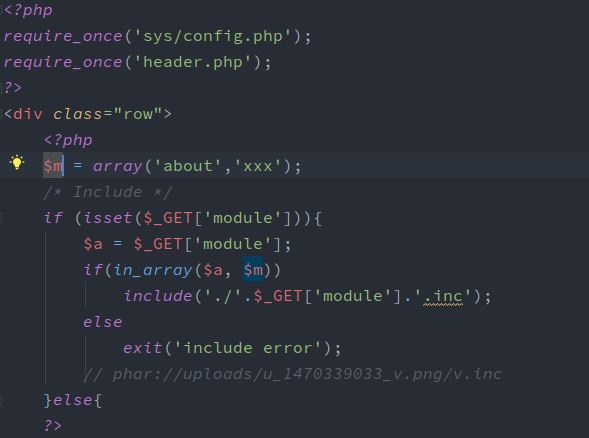 <?php
require_once('sys/config.php');
require_once('header.php');
?>
<div class="row">
    <?php
    $m = array('about','xxx');
    /* Include */
    if (isset($_GET['module'])){
        $a = $_GET['module'];
        if(in_array($a, $m))
            include('./'.$_GET['module'].'.inc');
        else
            exit('include error');
        // phar://uploads/u_1470339033_v.png/v.inc
    }else{
    ?>